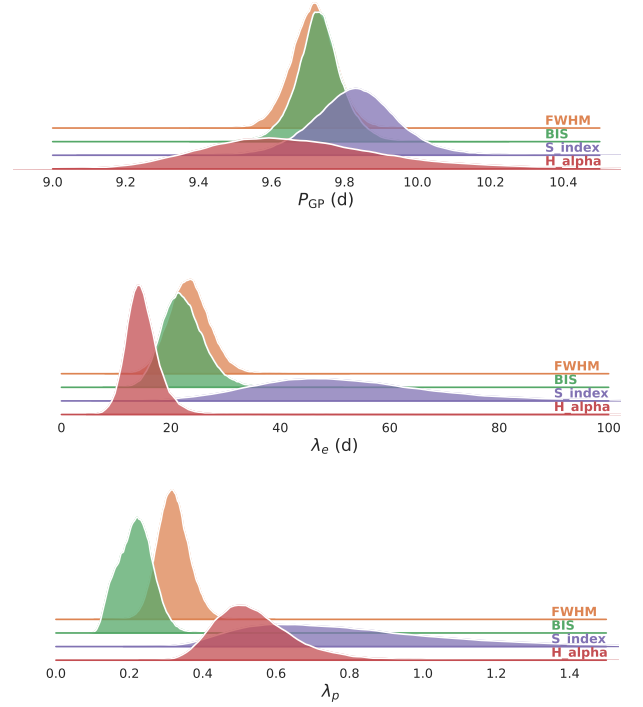 FWHM
BIS
S_index
H_alpha
9.0 9.2 9.4 9.6 9.8 10.0 10.2 10.4
P_GP (d)
FWHM
BIS
S_index
H_alpha
0 20 40 60 80 100
λ_e (d)
FWHM
BIS
S_index
H_alpha
0.0 0.2 0.4 0.6 0.8 1.0 1.2 1.4
λ_p